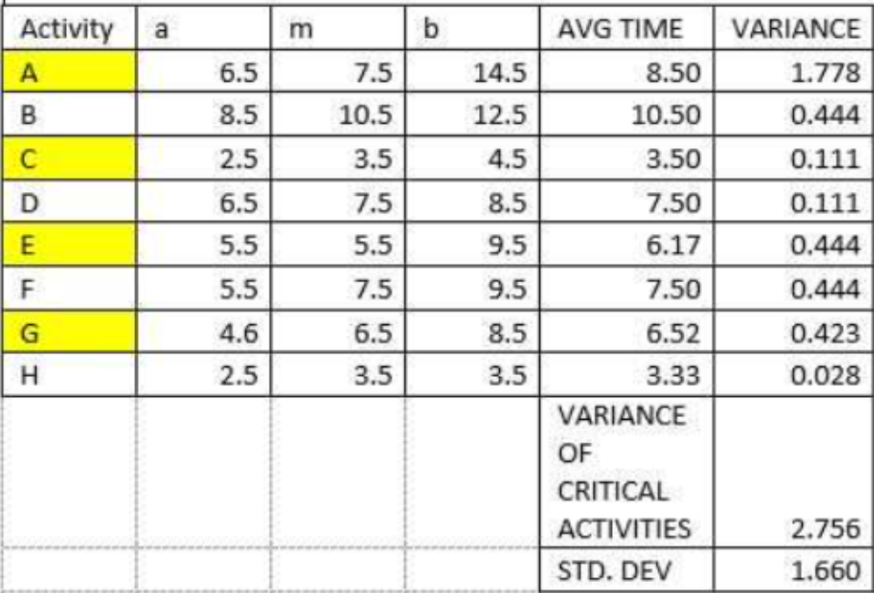 Activity a m b AVG TIME VARIANCE
A 6.5 7.5 14.5 8.50 1.778
B 8.5 10.5 12.5 10.50 0.444
C 2.5 3.5 4.5 3.50 0.111
D 6.5 7.5 8.5 7.50 0.111
E 5.5 5.5 9.5 6.17 0.444
F 5.5 7.5 9.5 7.50 0.444
G 4.6 6.5 8.5 6.52 0.423
H 2.5 3.5 3.5 3.33 0.028
VARIANCE
OF
CRITICAL
ACTIVITIES 2.756
STD. DEV 1.660